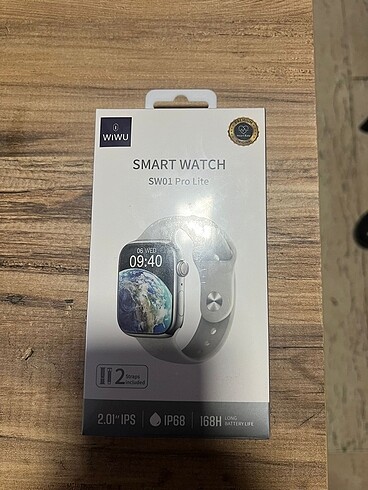 WiWU
SMART WATCH
SW01 Pro Lite
06 WED
09:40
2 Straps
included
2.01" IPS
IP68
168H LONG
BATTERY LIFE